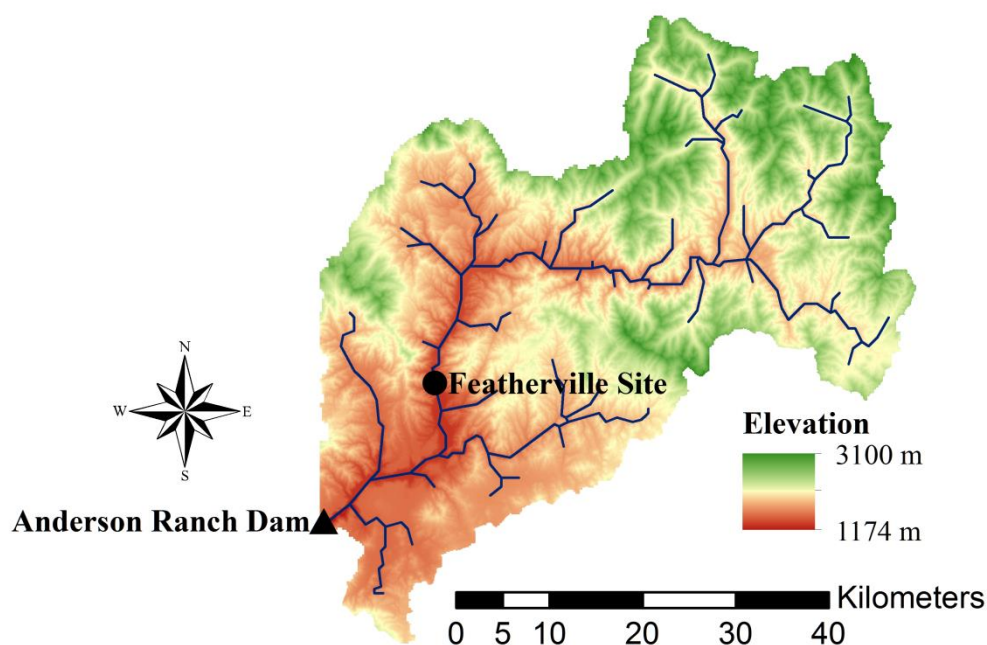 N
W E
S
Featherville Site
Anderson Ranch Dam
Elevation
3100 m
1174 m
Kilometers
0 5 10 20 30 40